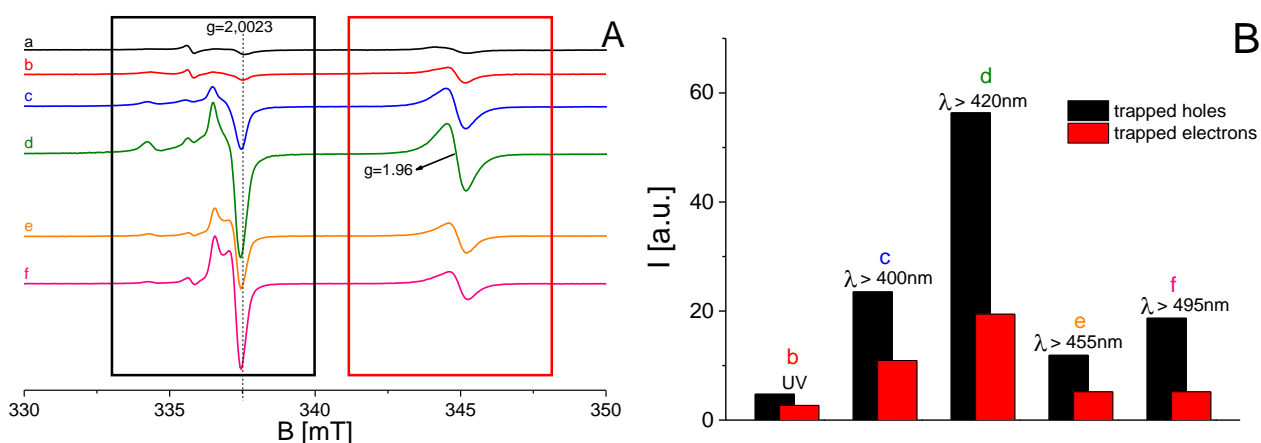 A
g=2,0023
a
b
c
d
g=1.96
e
f
330
335
340
345
350
B [mT]
B
I [a.u.]
60
40
20
0
trapped holes
trapped electrons
b
UV
c
λ > 400nm
d
λ > 420nm
e
λ > 455nm
f
λ > 495nm